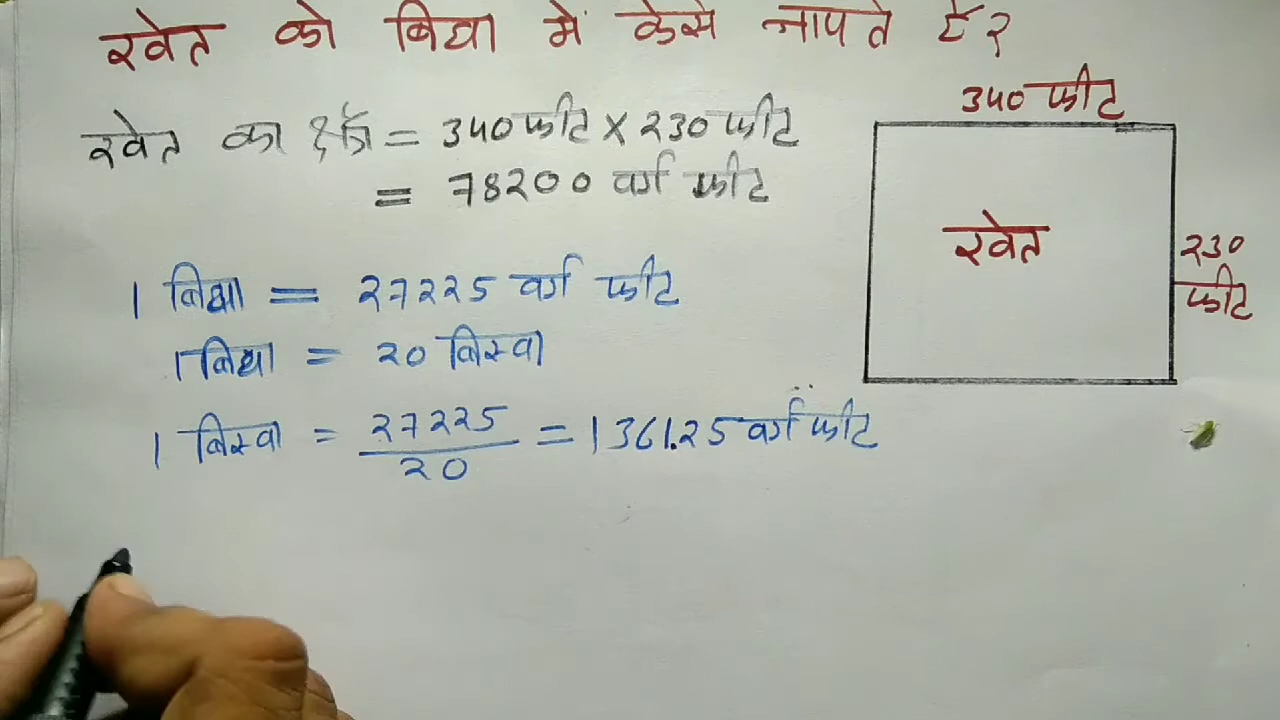 खेत को बिघा में केसे नापते हैं?
खेत का क्षेत्र = 340 फीट × 230 फीट
= 78200 वर्ग फीट
1 बिघा = 27225 वर्ग फीट
1 बिघा = 20 बिस्वा
1 बिस्वा = 27225/20 = 1361.25 वर्ग फीट
340 फीट
खेत
230
फीट